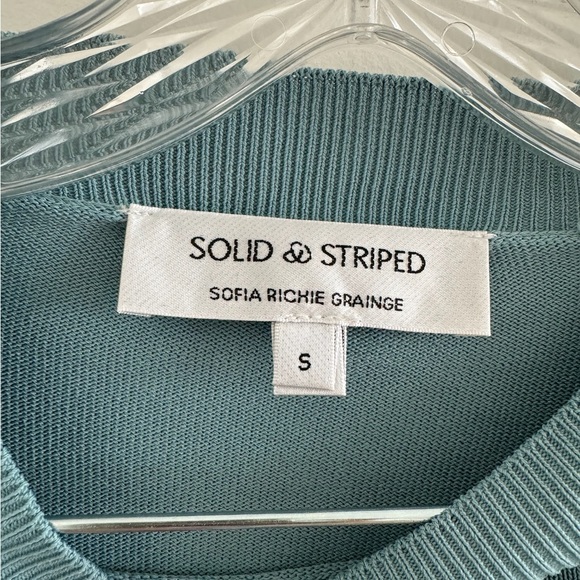 SOLID & STRIPED
SOFIA RICHIE GRAINGE
S